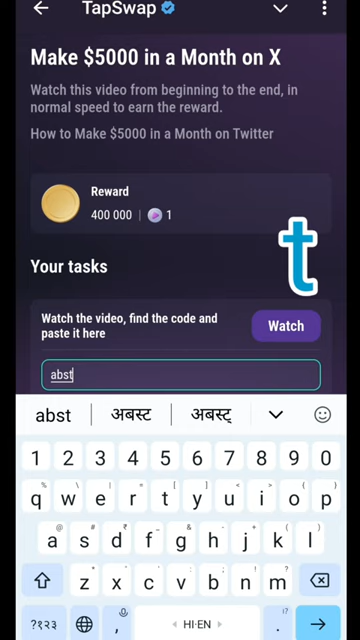 TapSwap
Make $5000 in a Month on X
Watch this video from beginning to the end, in
normal speed to earn the reward.
How to Make $5000 in a Month on Twitter
Reward
400 000 | 1
t
Your tasks
Watch the video, find the code and
paste it here
Watch
abst
abst अबस्ट अबस्ट्
1 2 3 4 5 6 7 8 9 0
q w e r t y u i o p
a s d f g h j k l
z x c v b n m
?१२३ , HI·EN .